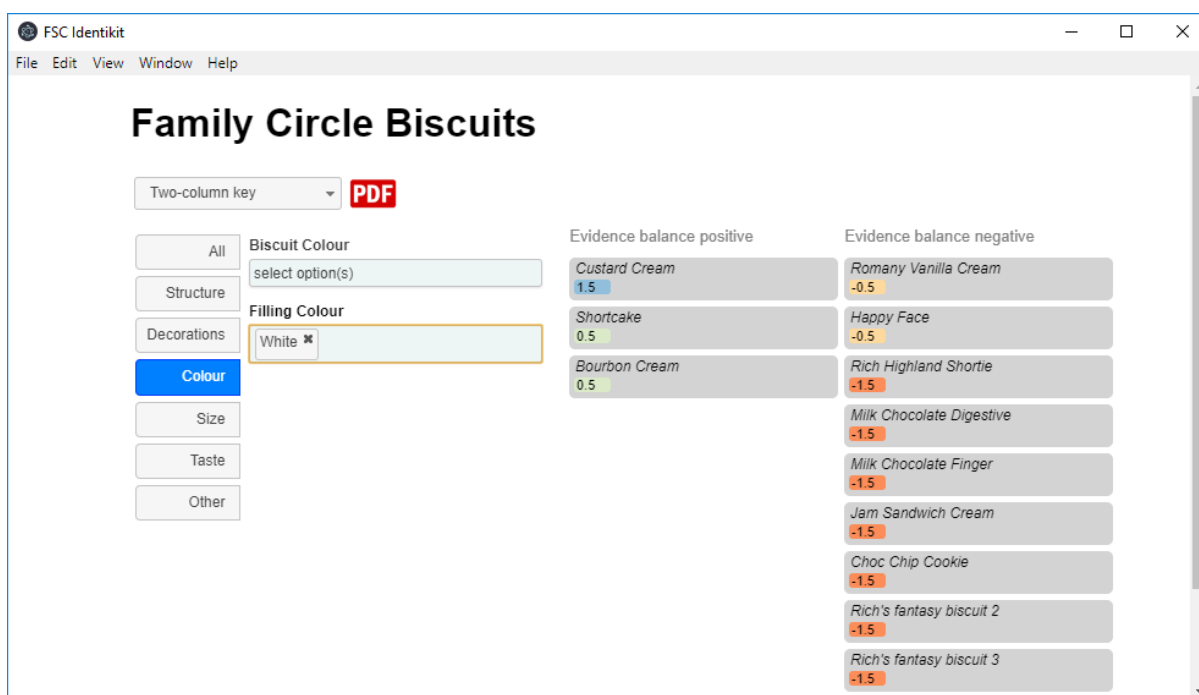 FSC Identikit
File Edit View Window Help
Family Circle Biscuits
Two-column key
PDF
All
Structure
Decorations
Colour
Size
Taste
Other
Biscuit Colour
select option(s)
Filling Colour
White ✖
Evidence balance positive
Custard Cream
1.5
Shortcake
0.5
Bourbon Cream
0.5
Evidence balance negative
Romany Vanilla Cream
-0.5
Happy Face
-0.5
Rich Highland Shortie
-1.5
Milk Chocolate Digestive
-1.5
Milk Chocolate Finger
-1.5
Jam Sandwich Cream
-1.5
Choc Chip Cookie
-1.5
Rich's fantasy biscuit 2
-1.5
Rich's fantasy biscuit 3
-1.5